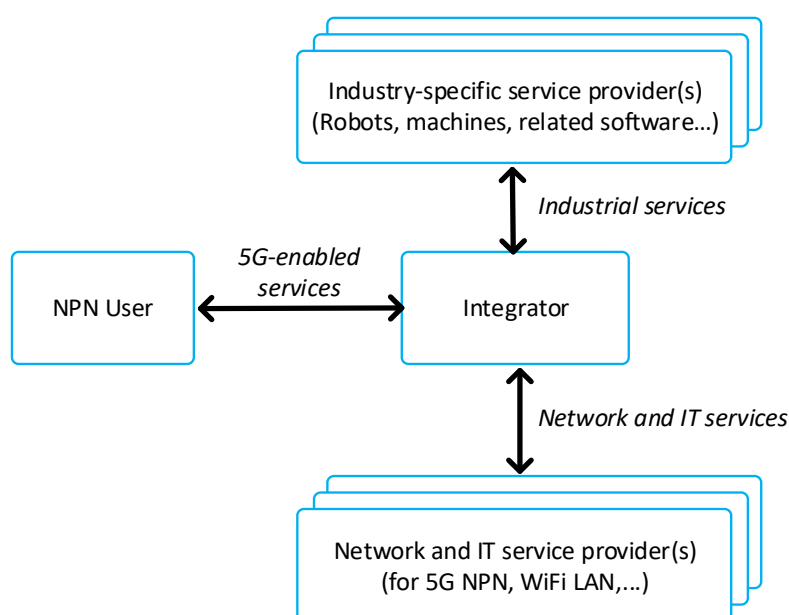 Industry-specific service provider(s)
(Robots, machines, related software...)
Industrial services
5G-enabled
services
NPN User
Integrator
Network and IT services
Network and IT service provider(s)
(for 5G NPN, WiFi LAN,...)